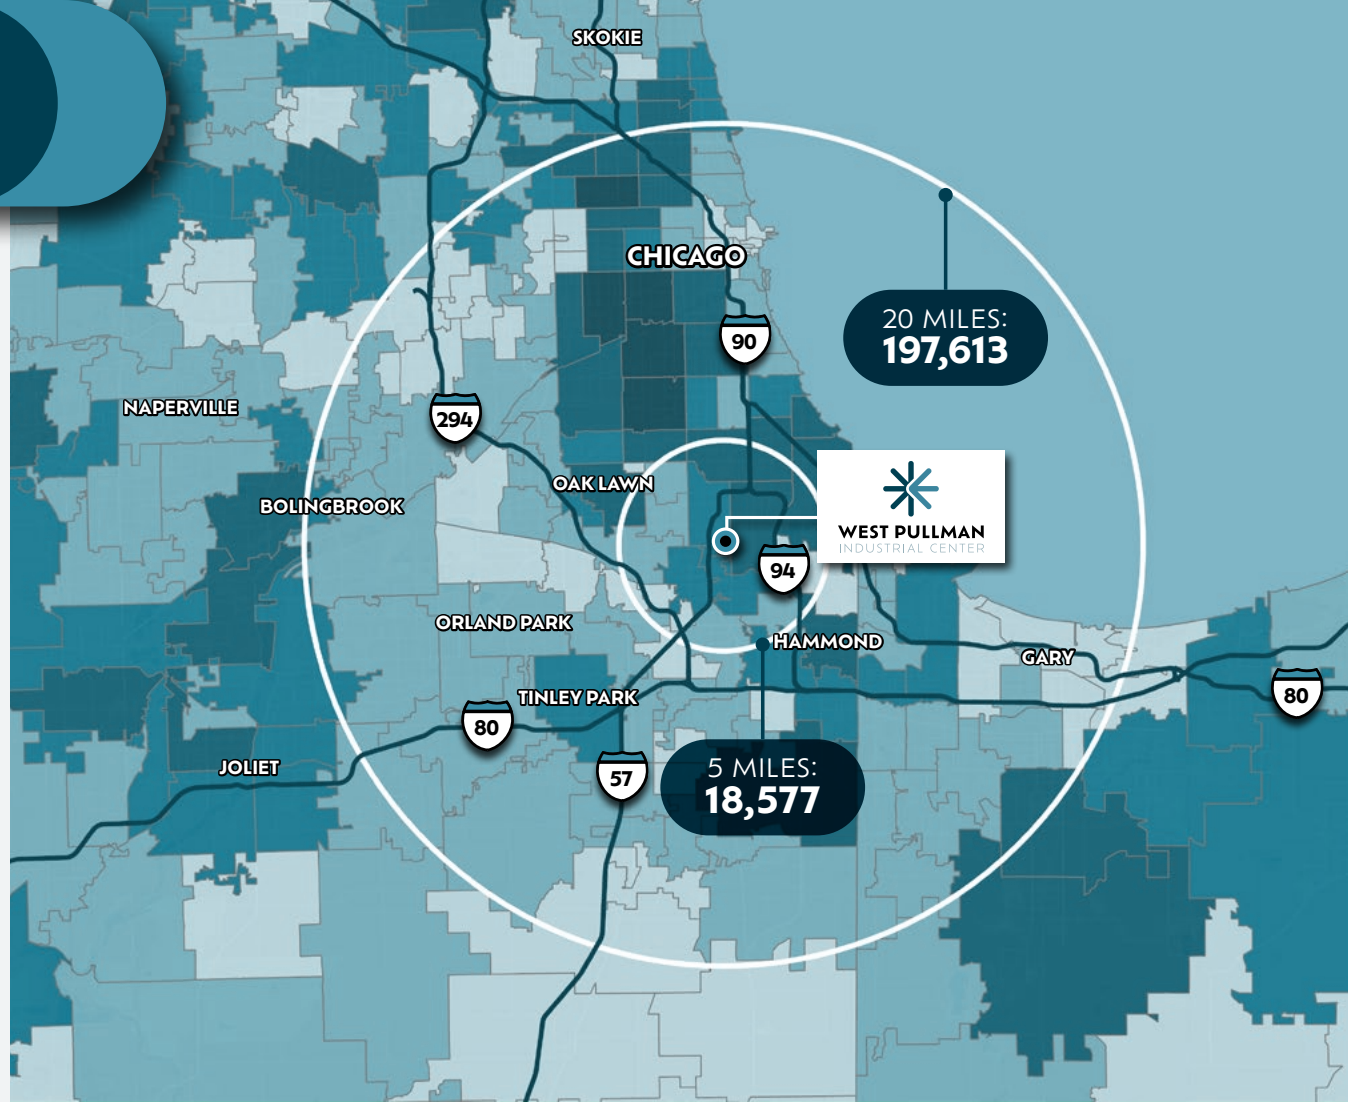 SKOKIE
CHICAGO
20 MILES:
197,613
90
NAPERVILLE
294
OAK LAWN
BOLINGBROOK
WEST PULLMAN
INDUSTRIAL CENTER
94
ORLAND PARK
HAMMOND
GARY
TINLEY PARK
80
80
JOLIET
57
5 MILES:
18,577